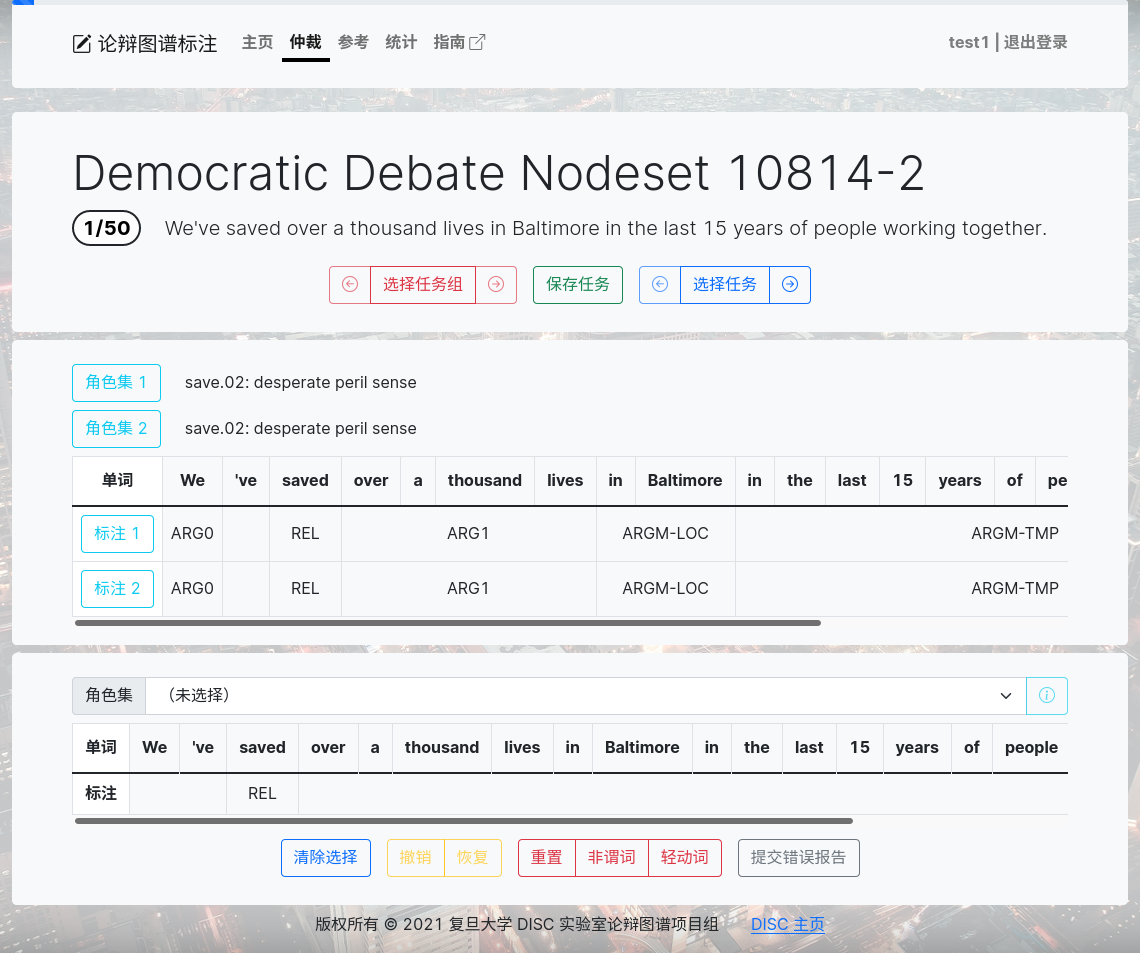 论辩图谱标注 主页 仲裁 参考 统计 指南 test1 | 退出登录
Democratic Debate Nodeset 10814-2
1/50 We've saved over a thousand lives in Baltimore in the last 15 years of people working together.
选择任务组 保存任务 选择任务
角色集 1 save.02: desperate peril sense
角色集 2 save.02: desperate peril sense
单词 We 've saved over a thousand lives in Baltimore in the last 15 years of pe
标注 1 ARG0 REL ARG1 ARGM-LOC ARGM-TMP
标注 2 ARG0 REL ARG1 ARGM-LOC ARGM-TMP
角色集 （未选择）
单词 We 've saved over a thousand lives in Baltimore in the last 15 years of people
标注 REL
清除选择 撤销 恢复 重置 非谓词 轻动词 提交错误报告
版权所有 © 2021 复旦大学 DISC 实验室论辩图谱项目组 DISC 主页